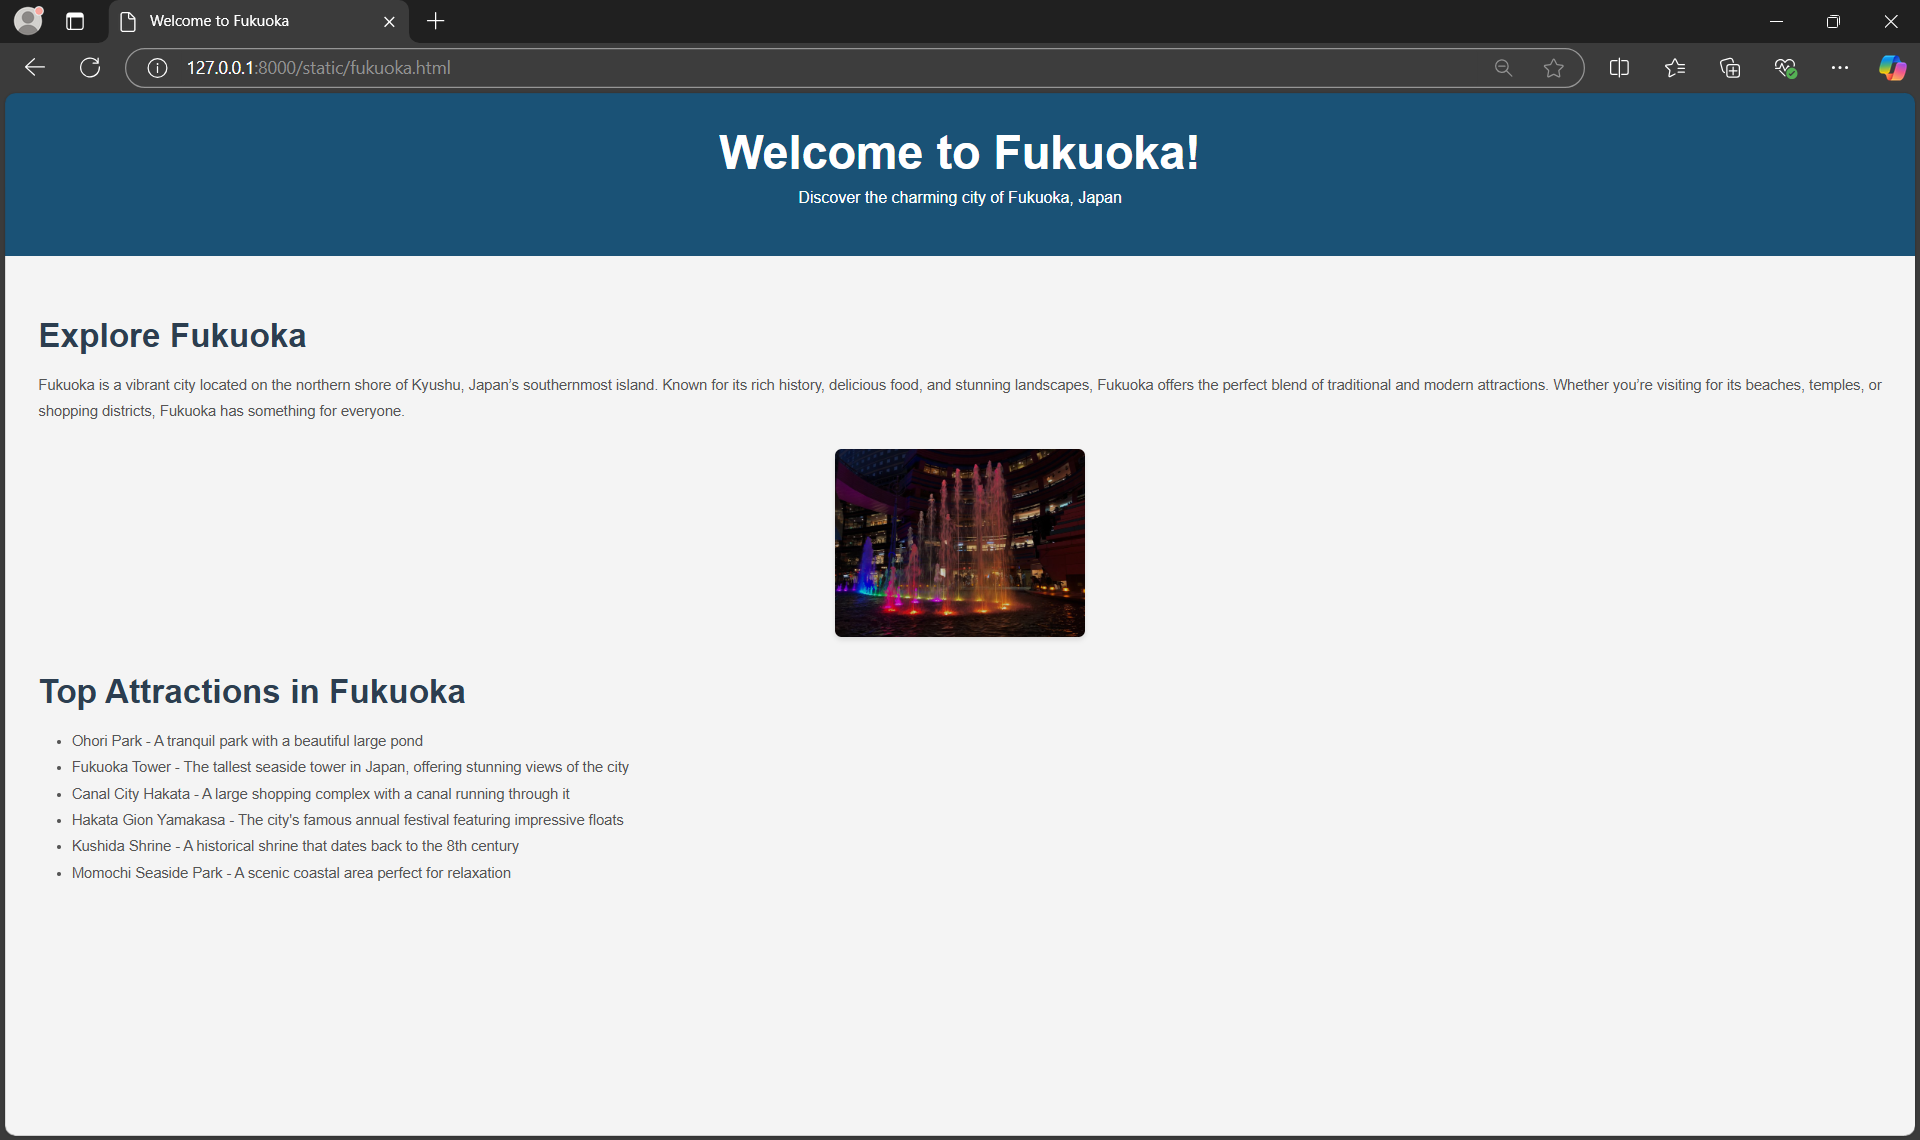 Welcome to Fukuoka
127.0.0.1:8000/static/fukuoka.html
Welcome to Fukuoka!
Discover the charming city of Fukuoka, Japan
Explore Fukuoka
Fukuoka is a vibrant city located on the northern shore of Kyushu, Japan’s southernmost island. Known for its rich history, delicious food, and stunning landscapes, Fukuoka offers the perfect blend of traditional and modern attractions. Whether you’re visiting for its beaches, temples, or
shopping districts, Fukuoka has something for everyone.
Top Attractions in Fukuoka
• Ohori Park - A tranquil park with a beautiful large pond
• Fukuoka Tower - The tallest seaside tower in Japan, offering stunning views of the city
• Canal City Hakata - A large shopping complex with a canal running through it
• Hakata Gion Yamakasa - The city’s famous annual festival featuring impressive floats
• Kushida Shrine - A historical shrine that dates back to the 8th century
• Momochi Seaside Park - A scenic coastal area perfect for relaxation